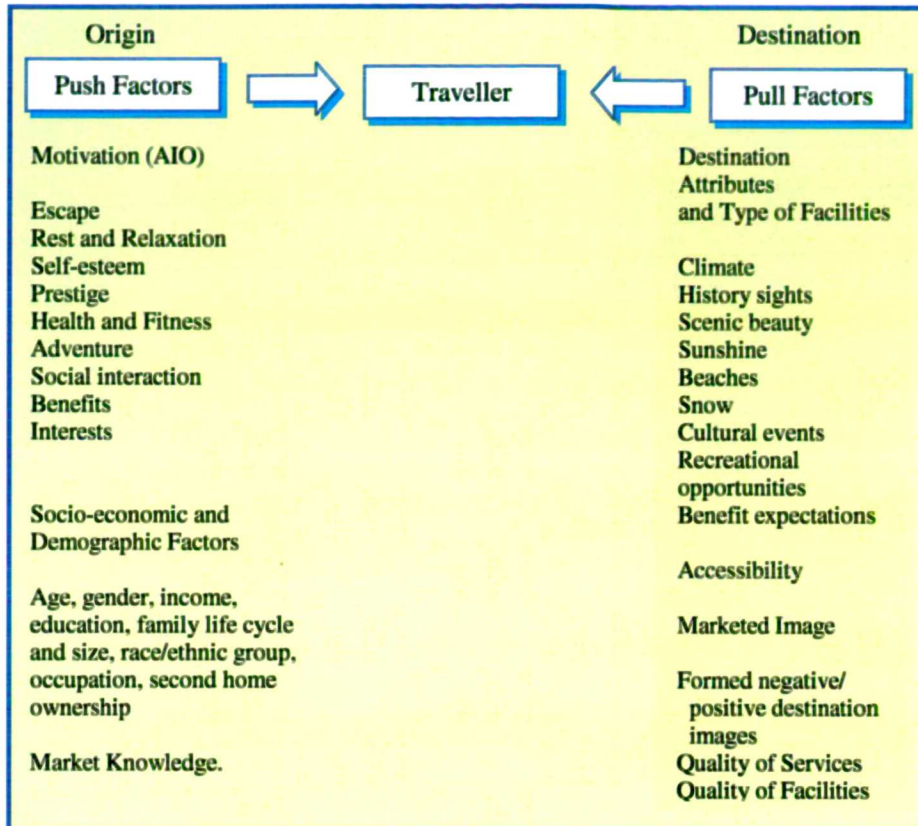 Origin
Destination
Push Factors
Traveller
Pull Factors
Motivation (AIO)
Escape
Rest and Relaxation
Self-esteem
Prestige
Health and Fitness
Adventure
Social interaction
Benefits
Interests
Socio-economic and
Demographic Factors
Age, gender, income,
education, family life cycle
and size, race/ethnic group,
occupation, second home
ownership
Market Knowledge.
Destination
Attributes
and Type of Facilities
Climate
History sights
Scenic beauty
Sunshine
Beaches
Snow
Cultural events
Recreational
opportunities
Benefit expectations
Accessibility
Marketed Image
Formed negative/
positive destination
images
Quality of Services
Quality of Facilities